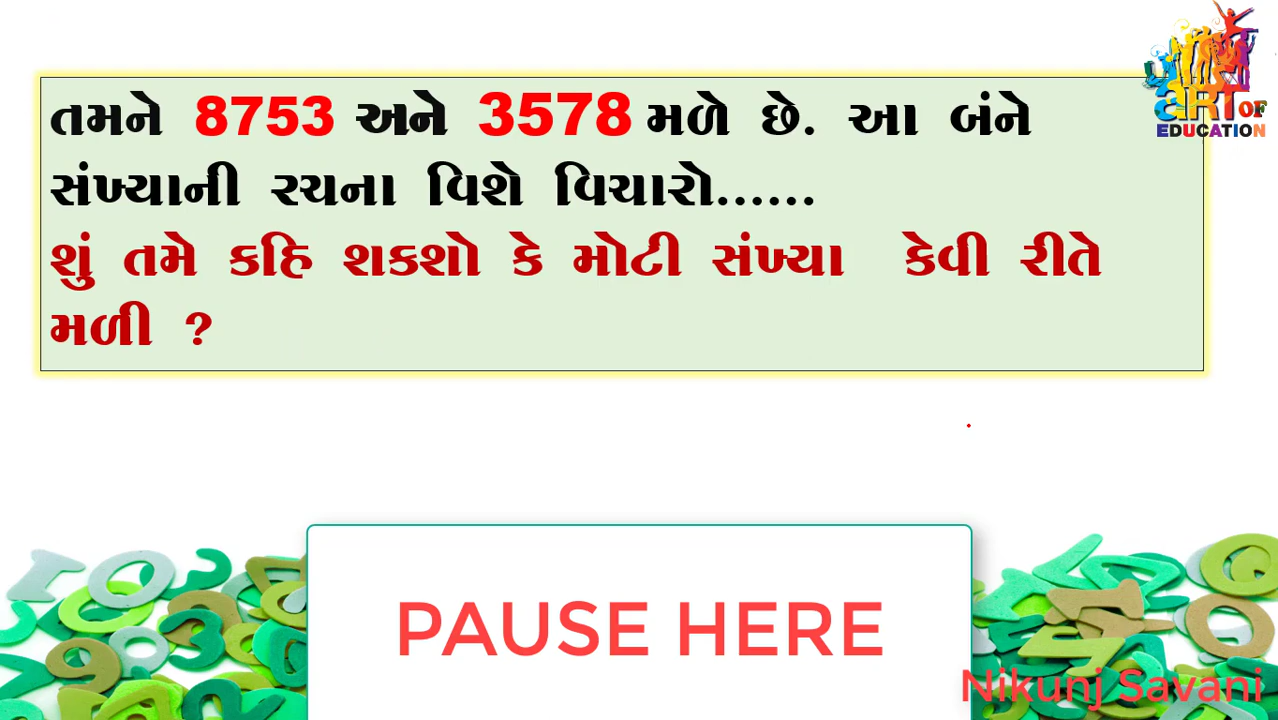 તમને 8753 અને 3578 મળે છે. આ બંને
સંખ્યાની રચના વિશે વિચારો......
શું તમે કહિ શકશો કે મોટી સંખ્યા કેવી રીતે
મળી ?
ART OF
EDUCATION
PAUSE HERE
Nikunj Savani